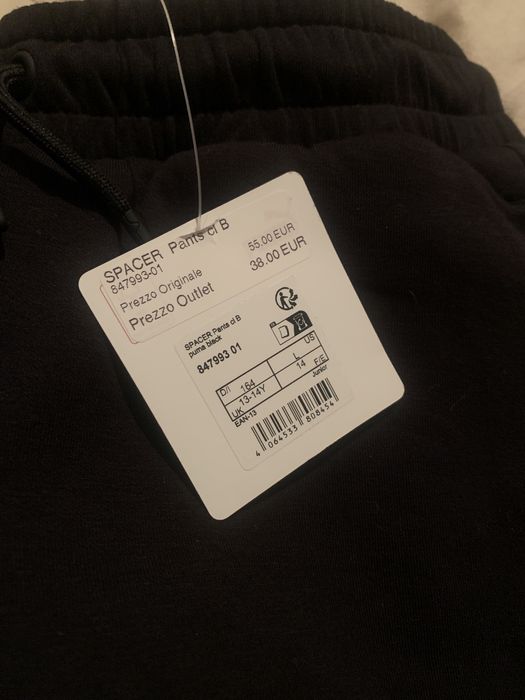 SPACER Pants cl B
847993-01
Prezzo Originale 55.00 EUR
Prezzo Outlet 38.00 EUR
SPACER Pants cl B
puma black
847993 01
D/I 164 L US
UK 13-14Y 14 F/E
EAN-13 Junior
4 064533 808454